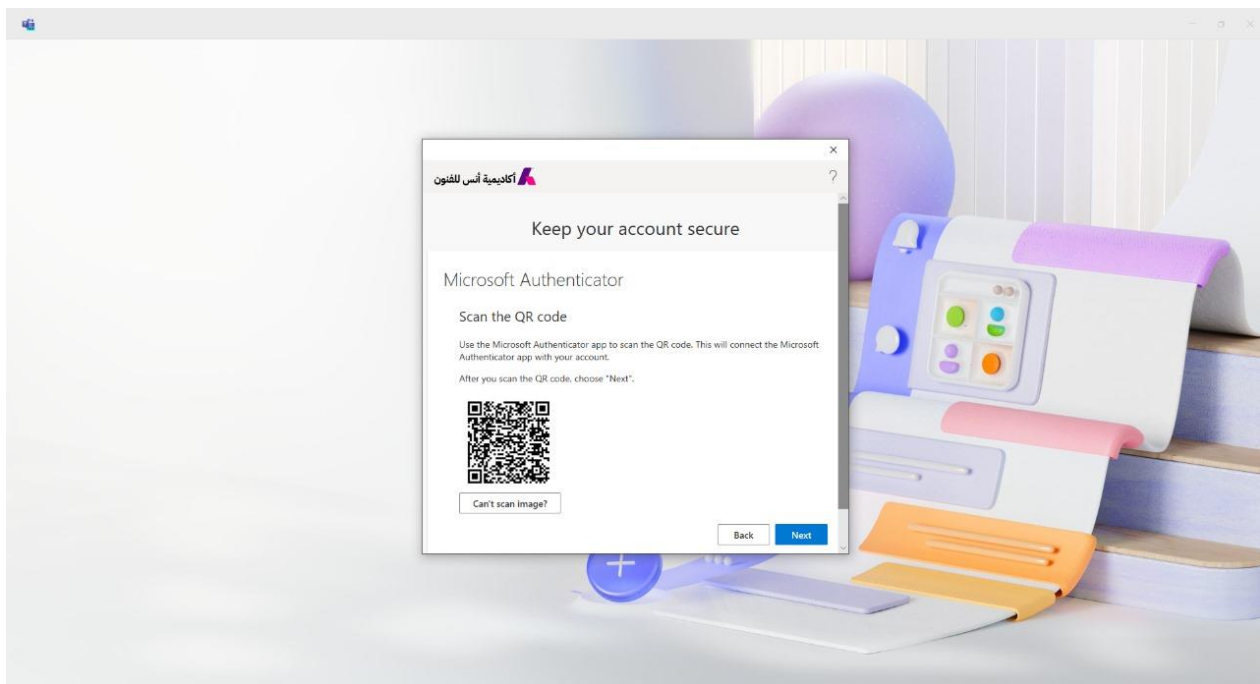 أكاديمية أنس للفنون
?
Keep your account secure
Microsoft Authenticator
Scan the QR code
Use the Microsoft Authenticator app to scan the QR code. This will connect the Microsoft
Authenticator app with your account.
After you scan the QR code, choose "Next".
Can't scan image?
Back
Next